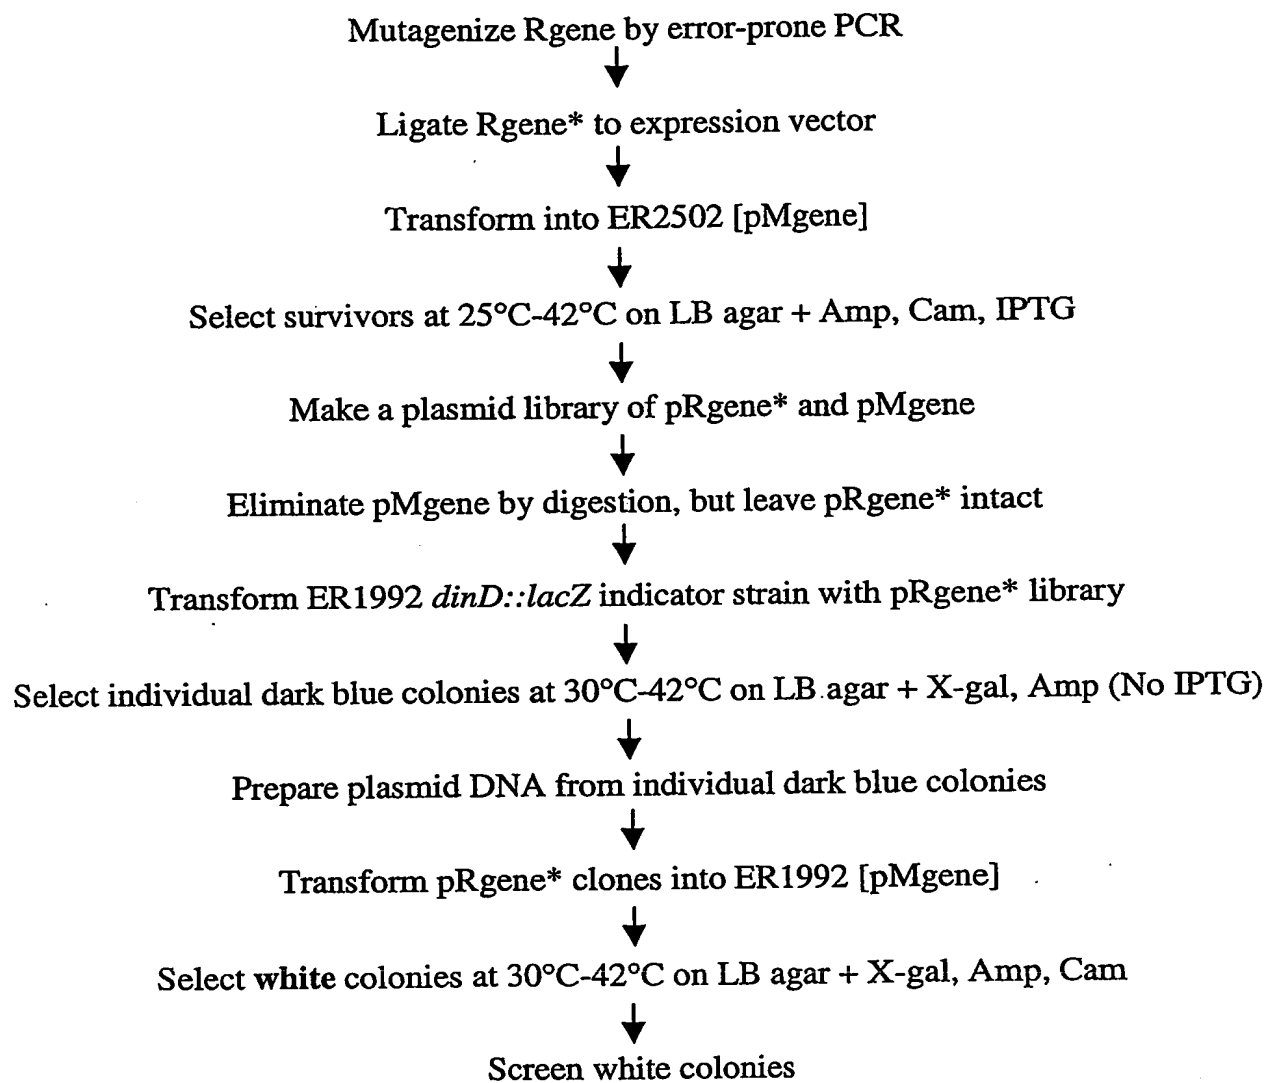 Mutagenize Rgene by error-prone PCR
Ligate Rgene* to expression vector
Transform into ER2502 [pMgene]
Select survivors at 25°C-42°C on LB agar + Amp, Cam, IPTG
Make a plasmid library of pRgene* and pMgene
Eliminate pMgene by digestion, but leave pRgene* intact
Transform ER1992 dinD::lacZ indicator strain with pRgene* library
Select individual dark blue colonies at 30°C-42°C on LB agar + X-gal, Amp (No IPTG)
Prepare plasmid DNA from individual dark blue colonies
Transform pRgene* clones into ER1992 [pMgene]
Select white colonies at 30°C-42°C on LB agar + X-gal, Amp, Cam
Screen white colonies